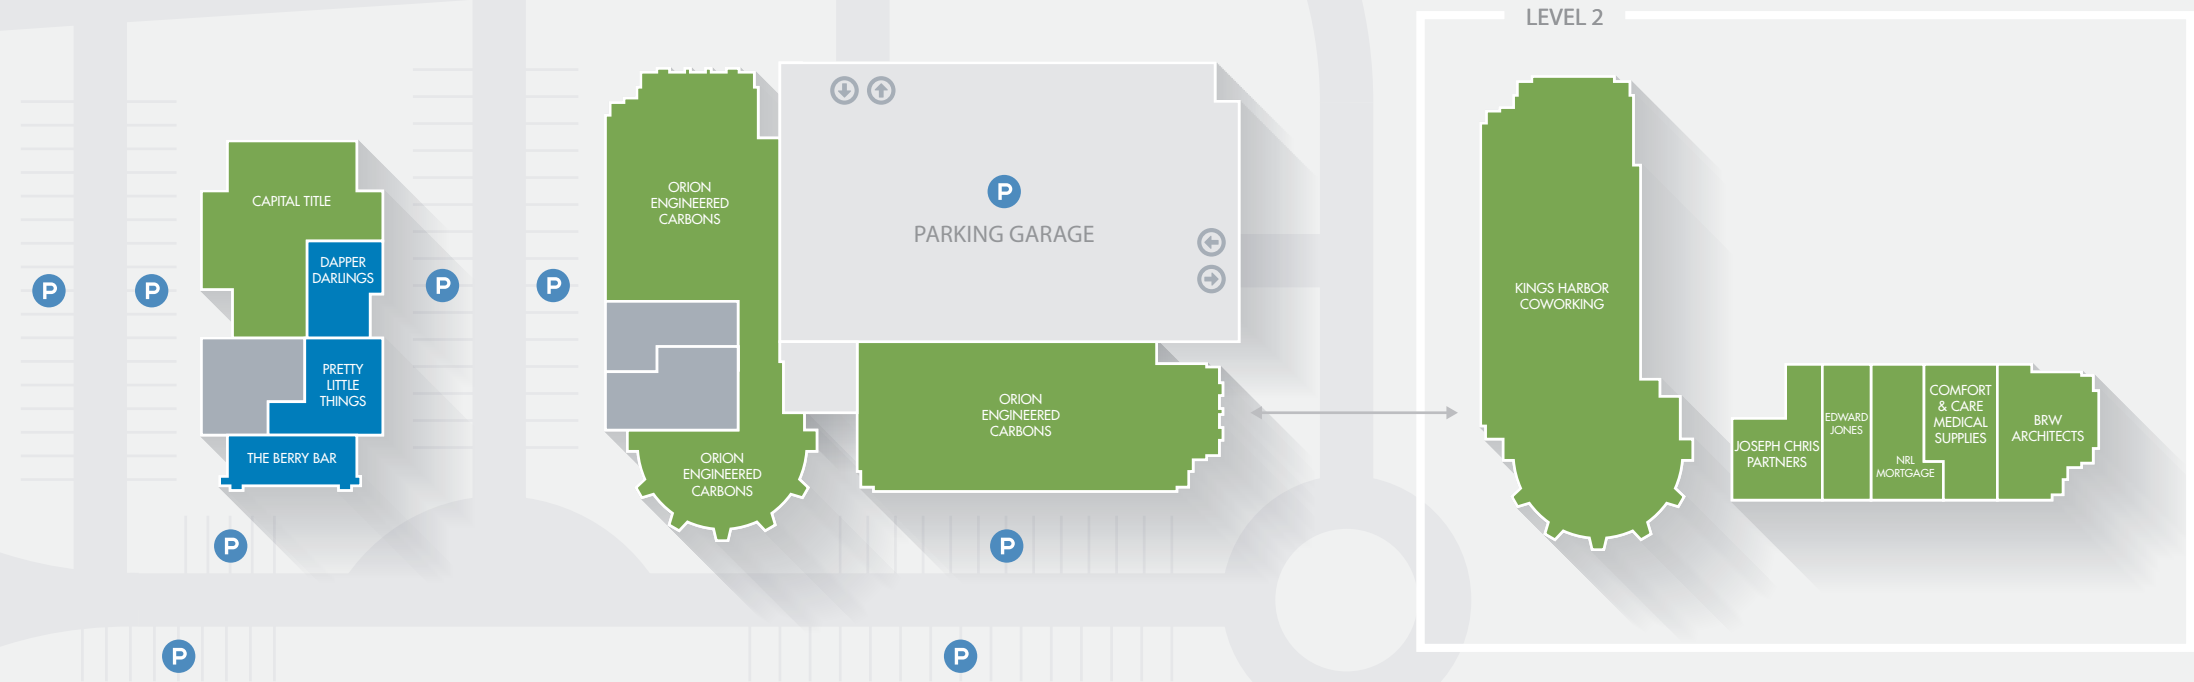 LEVEL 2
CAPITAL TITLE
DAPPER
DARLINGS
PRETTY
LITTLE
THINGS
THE BERRY BAR
P
P
P
P
P
P
ORION
ENGINEERED
CARBONS
ORION
ENGINEERED
CARBONS
P
PARKING GARAGE
ORION
ENGINEERED
CARBONS
P
P
KINGS HARBOR
COWORKING
JOSEPH CHRIS
PARTNERS
EDWARD
JONES
NRL
MORTGAGE
COMFORT
& CARE
MEDICAL
SUPPLIES
BRW
ARCHITECTS